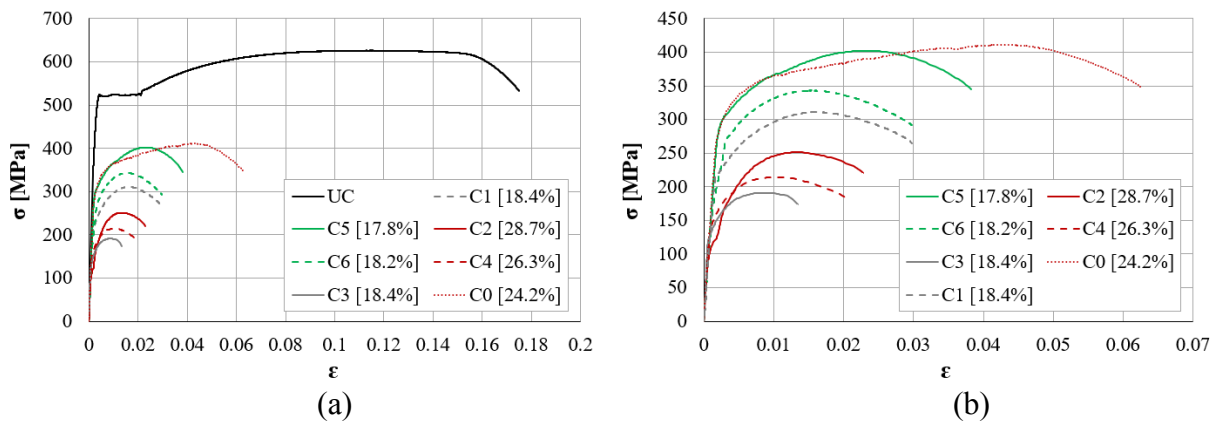 700
600
500
400
300
200
100
0
σ [MPa]
0 0.02 0.04 0.06 0.08 0.1 0.12 0.14 0.16 0.18 0.2
ε
UC C1 [18.4%]
C5 [17.8%] C2 [28.7%]
C6 [18.2%] C4 [26.3%]
C3 [18.4%] C0 [24.2%]
(a)
450
400
350
300
250
200
150
100
50
0
σ [MPa]
0 0.01 0.02 0.03 0.04 0.05 0.06 0.07
ε
C5 [17.8%] C2 [28.7%]
C6 [18.2%] C4 [26.3%]
C3 [18.4%] C0 [24.2%]
C1 [18.4%]
(b)